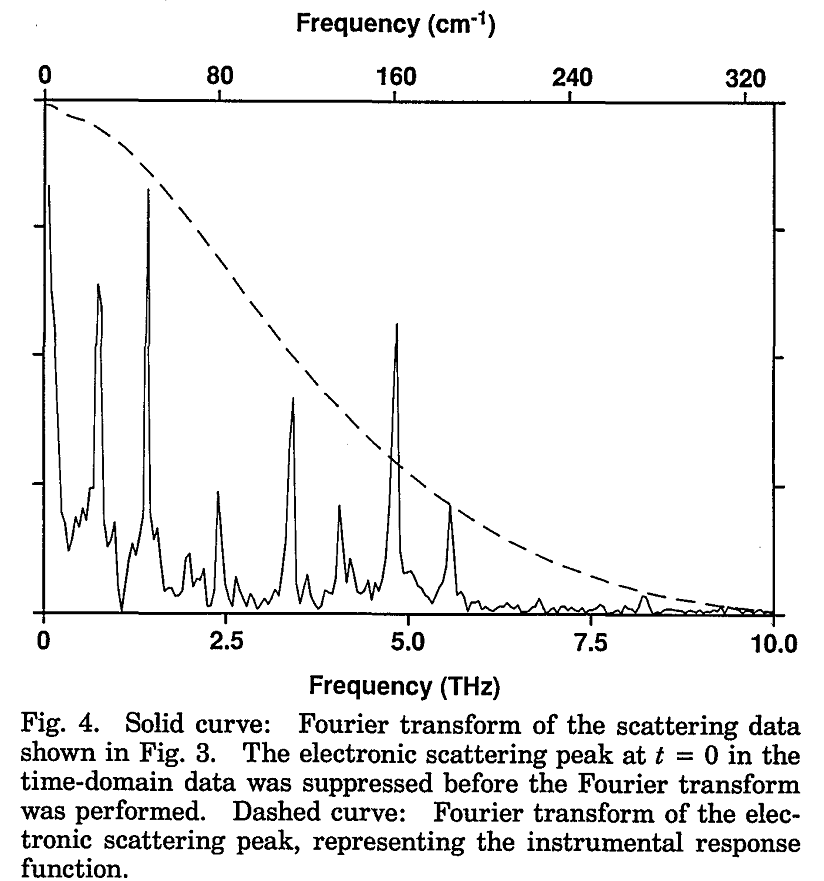 Frequency (cm-1)
0 80 160 240 320
0 2.5 5.0 7.5 10.0
Frequency (THz)
Fig. 4. Solid curve: Fourier transform of the scattering data
shown in Fig. 3. The electronic scattering peak at t = 0 in the
time-domain data was suppressed before the Fourier transform
was performed. Dashed curve: Fourier transform of the elec-
tronic scattering peak, representing the instrumental response
function.